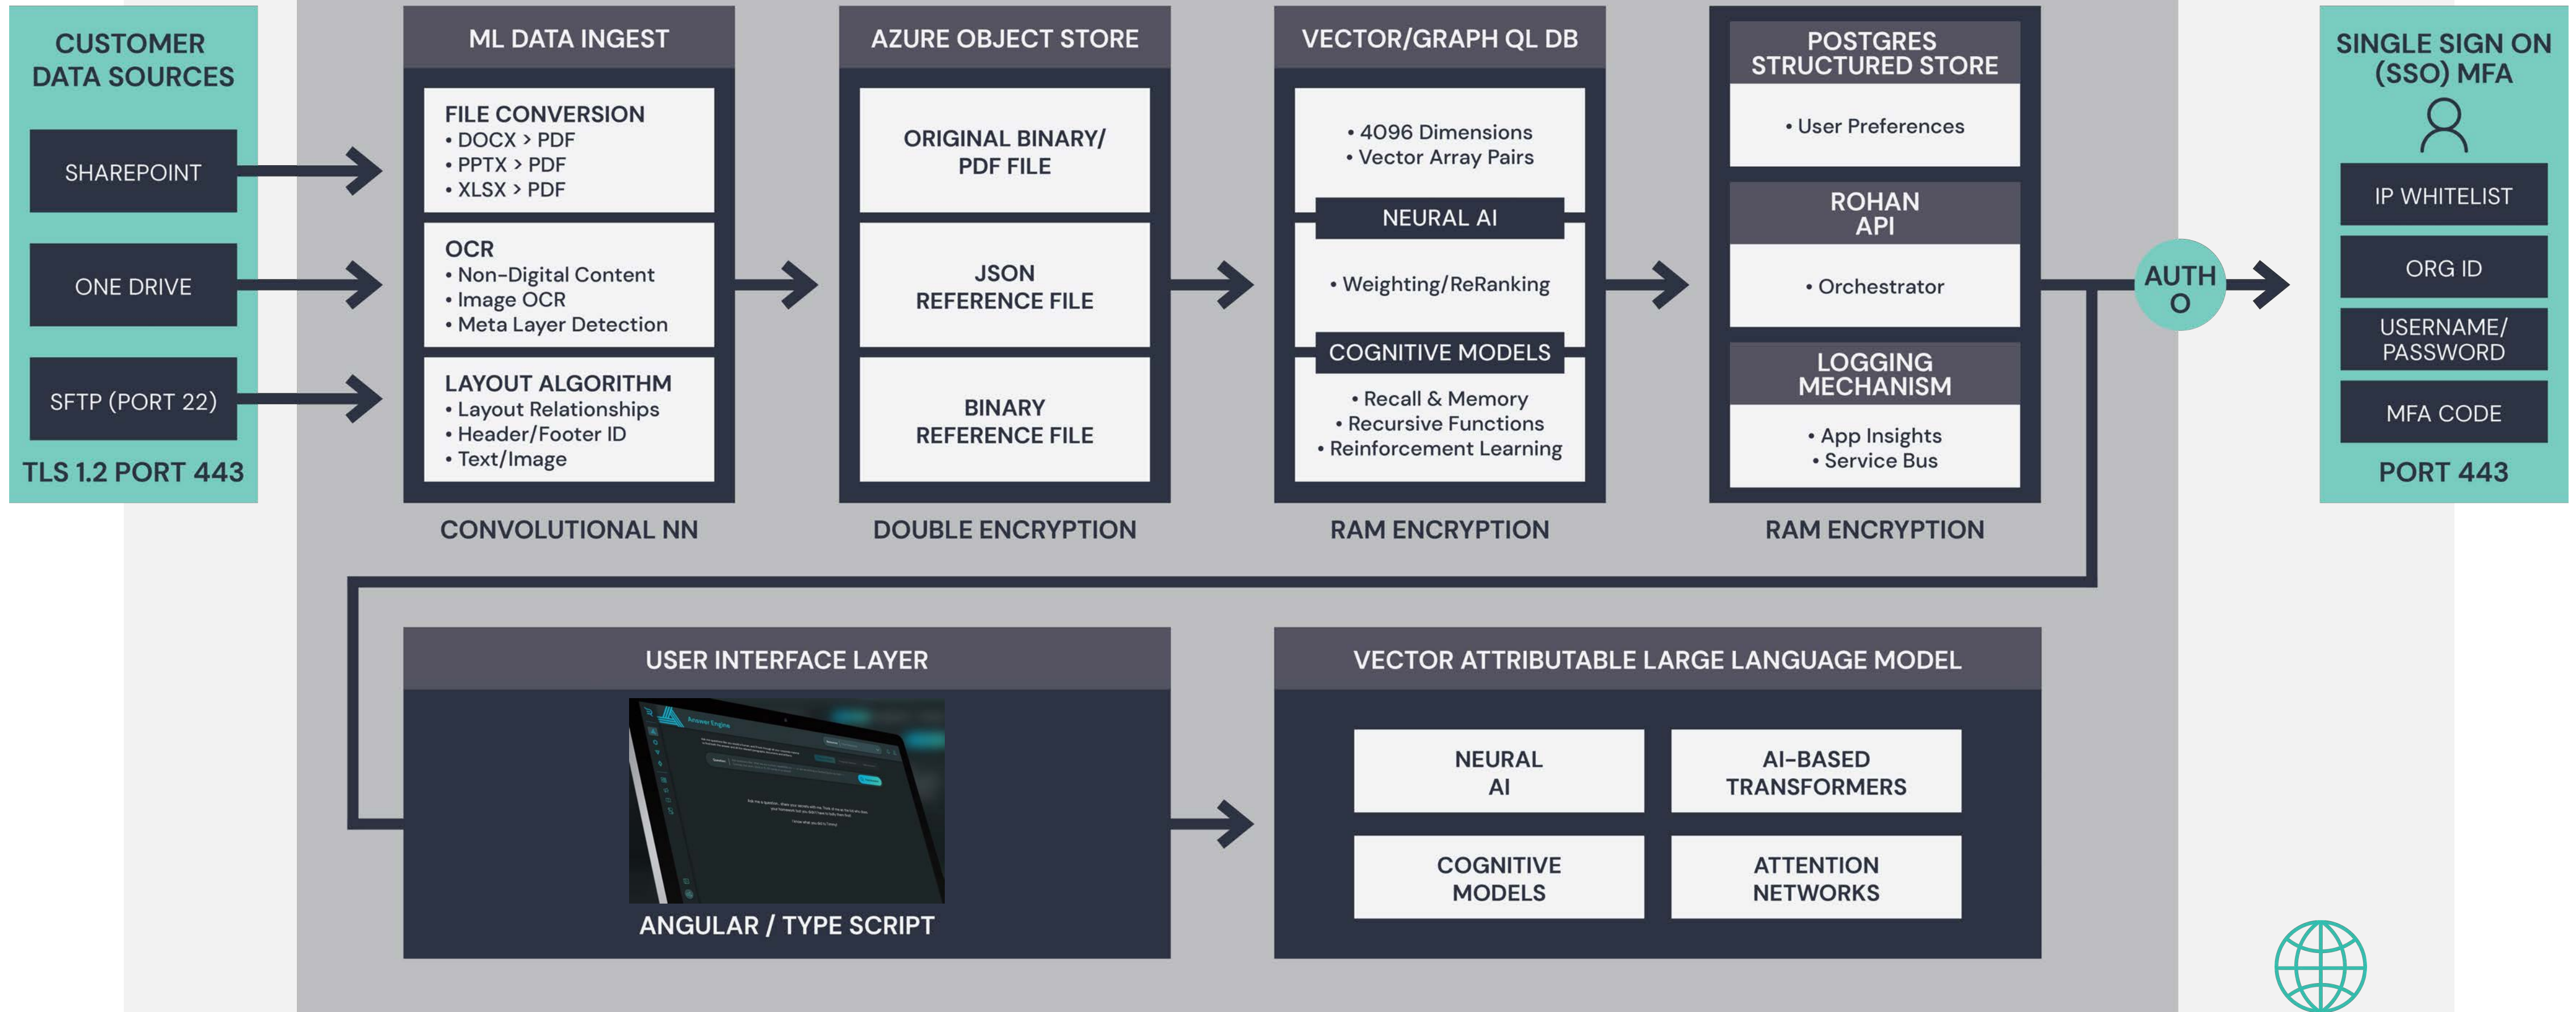 CUSTOMER
DATA SOURCES
SHAREPOINT
ONE DRIVE
SFTP (PORT 22)
TLS 1.2 PORT 443
ML DATA INGEST
FILE CONVERSION
• DOCX > PDF
• PPTX > PDF
• XLSX > PDF
OCR
• Non-Digital Content
• Image OCR
• Meta Layer Detection
LAYOUT ALGORITHM
• Layout Relationships
• Header/Footer ID
• Text/Image
CONVOLUTIONAL NN
AZURE OBJECT STORE
ORIGINAL BINARY/
PDF FILE
JSON
REFERENCE FILE
BINARY
REFERENCE FILE
DOUBLE ENCRYPTION
VECTOR/GRAPH QL DB
• 4096 Dimensions
• Vector Array Pairs
NEURAL AI
• Weighting/ReRanking
COGNITIVE MODELS
• Recall & Memory
• Recursive Functions
• Reinforcement Learning
RAM ENCRYPTION
POSTGRES
STRUCTURED STORE
• User Preferences
ROHAN
API
• Orchestrator
LOGGING
MECHANISM
• App Insights
• Service Bus
RAM ENCRYPTION
AUTH
O
SINGLE SIGN ON
(SSO) MFA
IP WHITELIST
ORG ID
USERNAME/
PASSWORD
MFA CODE
PORT 443
USER INTERFACE LAYER
Answer Engine
ANGULAR / TYPE SCRIPT
VECTOR ATTRIBUTABLE LARGE LANGUAGE MODEL
NEURAL
AI
AI-BASED
TRANSFORMERS
COGNITIVE
MODELS
ATTENTION
NETWORKS